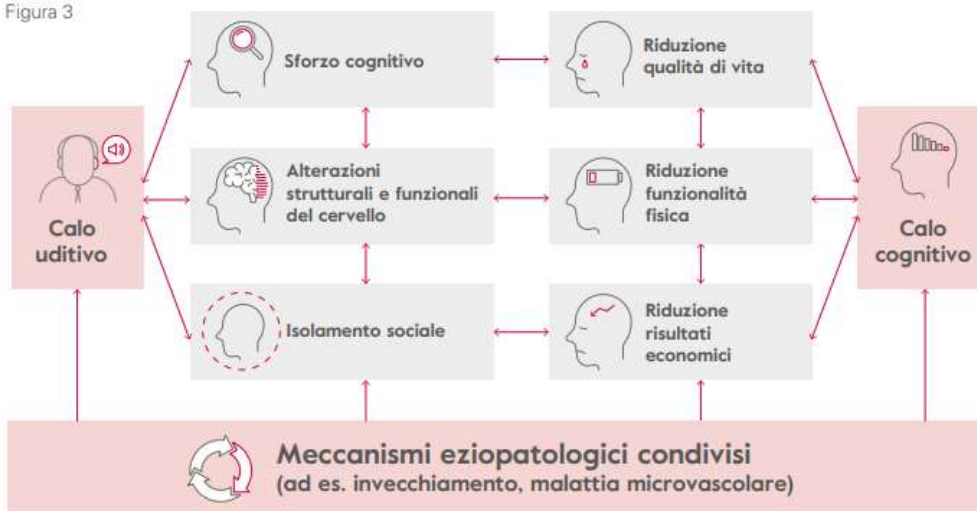 Figura 3
Sforzo cognitivo
Riduzione
qualità di vita
Calo
uditivo
Alterazioni
strutturali e funzionali
del cervello
Riduzione
funzionalità
fisica
Calo
cognitivo
Isolamento sociale
Riduzione
risultati
economici
Meccanismi eziopatologici condivisi
(ad es. invecchiamento, malattia microvascolare)